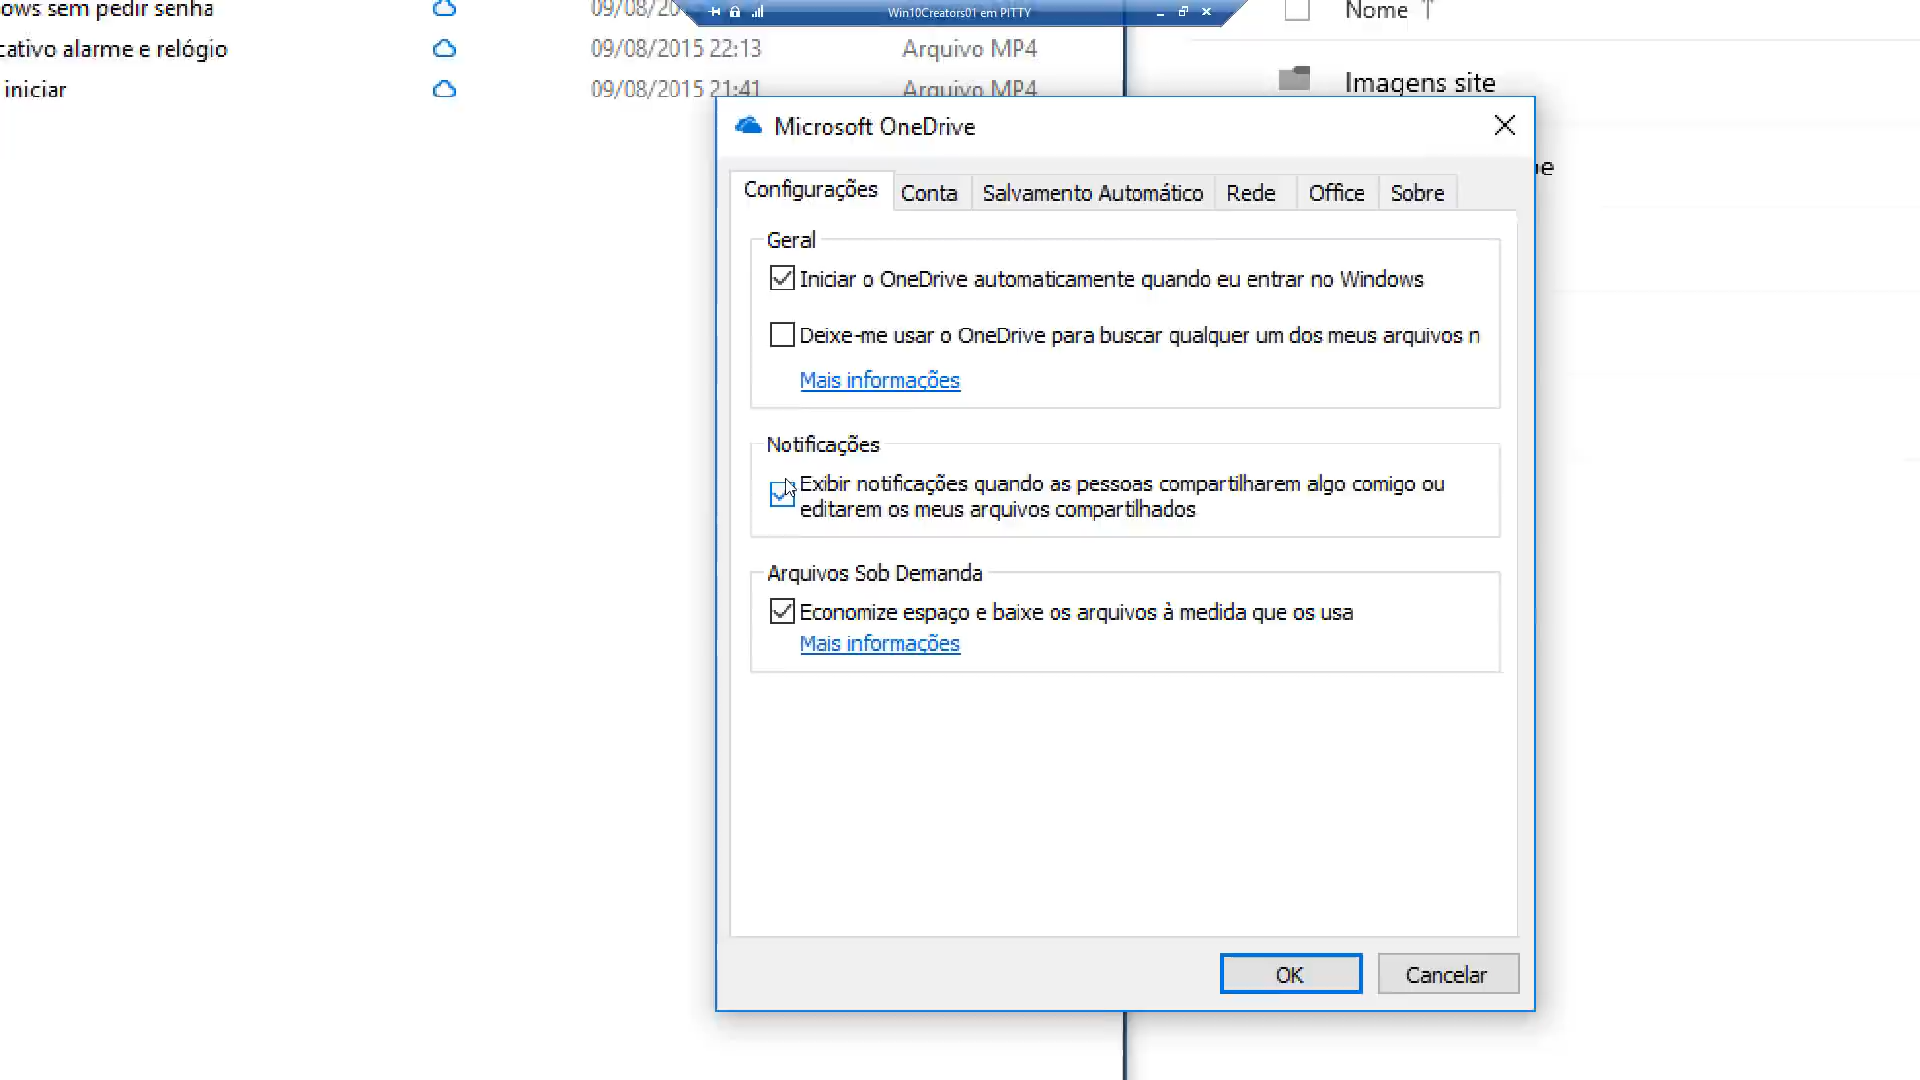 ows sem pedir senha
09/08/20
Win10Creators01 em PITTY
Nome
cativo alarme e relógio
09/08/2015 22:13
Arquivo MP4
iniciar
09/08/2015 21:41
Arquivo MP4
Imagens site
Microsoft OneDrive
Configurações
Conta
Salvamento Automático
Rede
Office
Sobre
Geral
Iniciar o OneDrive automaticamente quando eu entrar no Windows
Deixe-me usar o OneDrive para buscar qualquer um dos meus arquivos n
Mais informações
Notificações
Exibir notificações quando as pessoas compartilharem algo comigo ou
editarem os meus arquivos compartilhados
Arquivos Sob Demanda
Economize espaço e baixe os arquivos à medida que os usa
Mais informações
OK
Cancelar